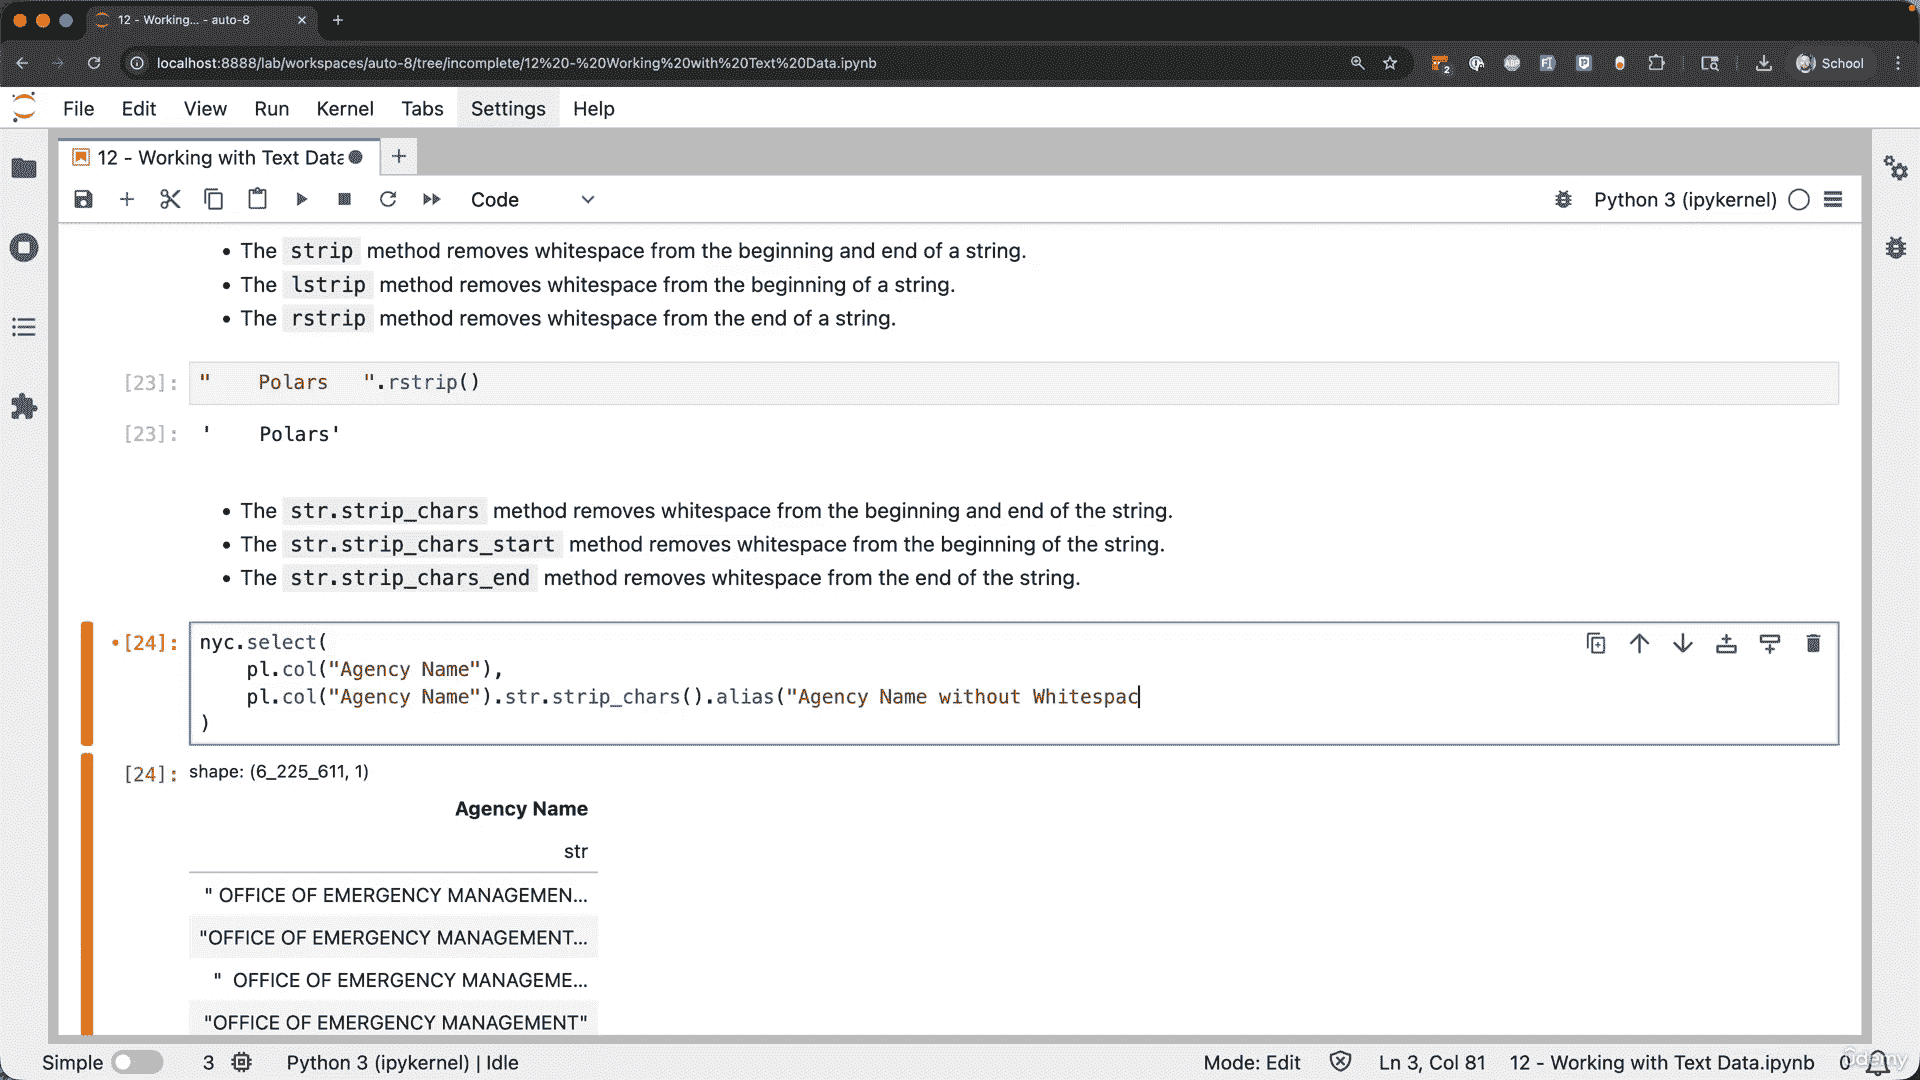 12 - Working... - auto-8
localhost:8888/lab/workspaces/auto-8/tree/incomplete/12%20-%20Working%20with%20Text%20Data.ipynb
2
ABP
School
File Edit View Run Kernel Tabs Settings Help
12 - Working with Text Data
Code
Python 3 (ipykernel)
• The strip method removes whitespace from the beginning and end of a string.
• The lstrip method removes whitespace from the beginning of a string.
• The rstrip method removes whitespace from the end of a string.
[23]: "    Polars   ".rstrip()
[23]: '    Polars'
• The str.strip_chars method removes whitespace from the beginning and end of the string.
• The str.strip_chars_start method removes whitespace from the beginning of the string.
• The str.strip_chars_end method removes whitespace from the end of the string.
•[24]: nyc.select(
    pl.col("Agency Name"),
    pl.col("Agency Name").str.strip_chars().alias("Agency Name without Whitespac
)
[24]: shape: (6_225_611, 1)
Agency Name
str
" OFFICE OF EMERGENCY MANAGEMEN...
"OFFICE OF EMERGENCY MANAGEMENT...
"  OFFICE OF EMERGENCY MANAGEME...
"OFFICE OF EMERGENCY MANAGEMENT"
Simple 3 Python 3 (ipykernel) | Idle Mode: Edit Ln 3, Col 81 12 - Working with Text Data.ipynb 0
Udemy